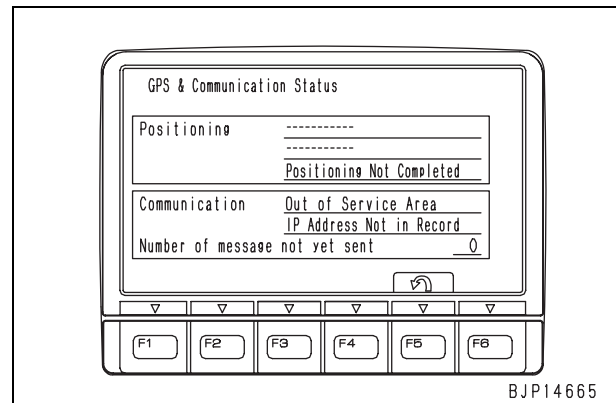 GPS & Communication Status
Positioning -----------
-----------
Positioning Not Completed
Communication Out of Service Area
IP Address Not in Record
Number of message not yet sent 0
F1 F2 F3 F4 F5 F6
BJP14665